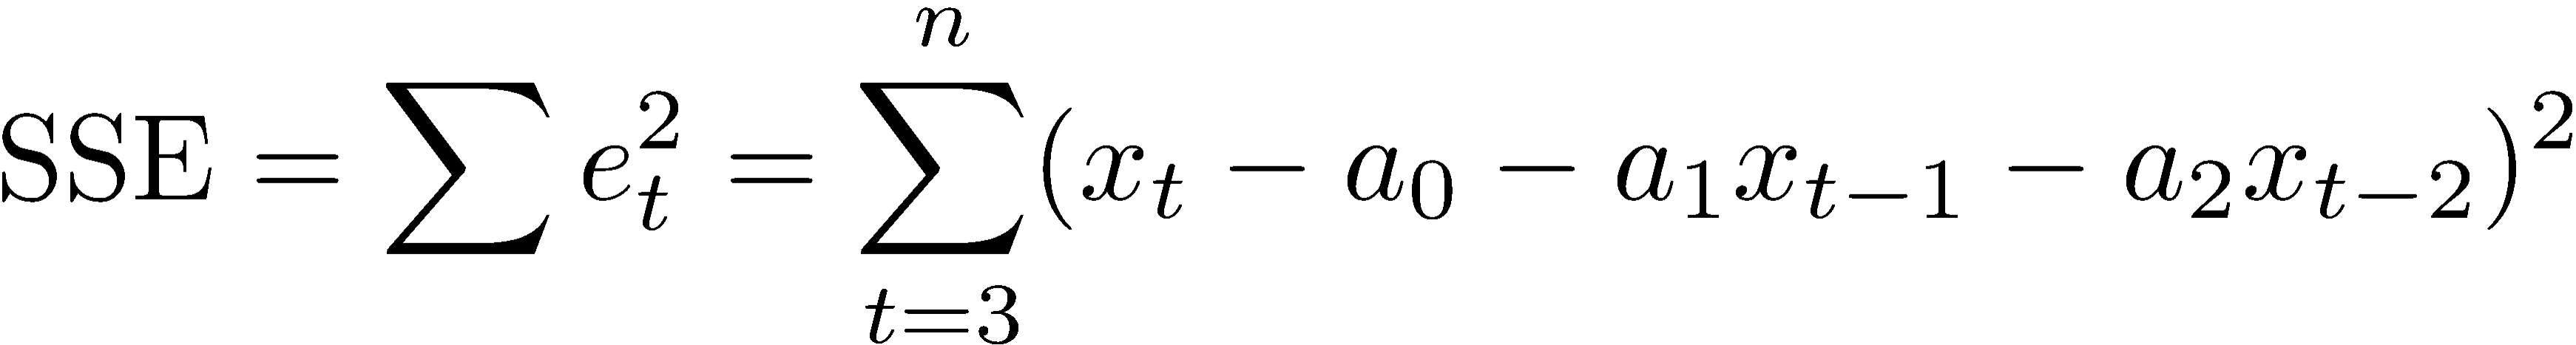 SSE = ∑ e_t^2 = ∑_{t=3}^{n} (x_t − a_0 − a_1 x_{t−1} − a_2 x_{t−2})^2